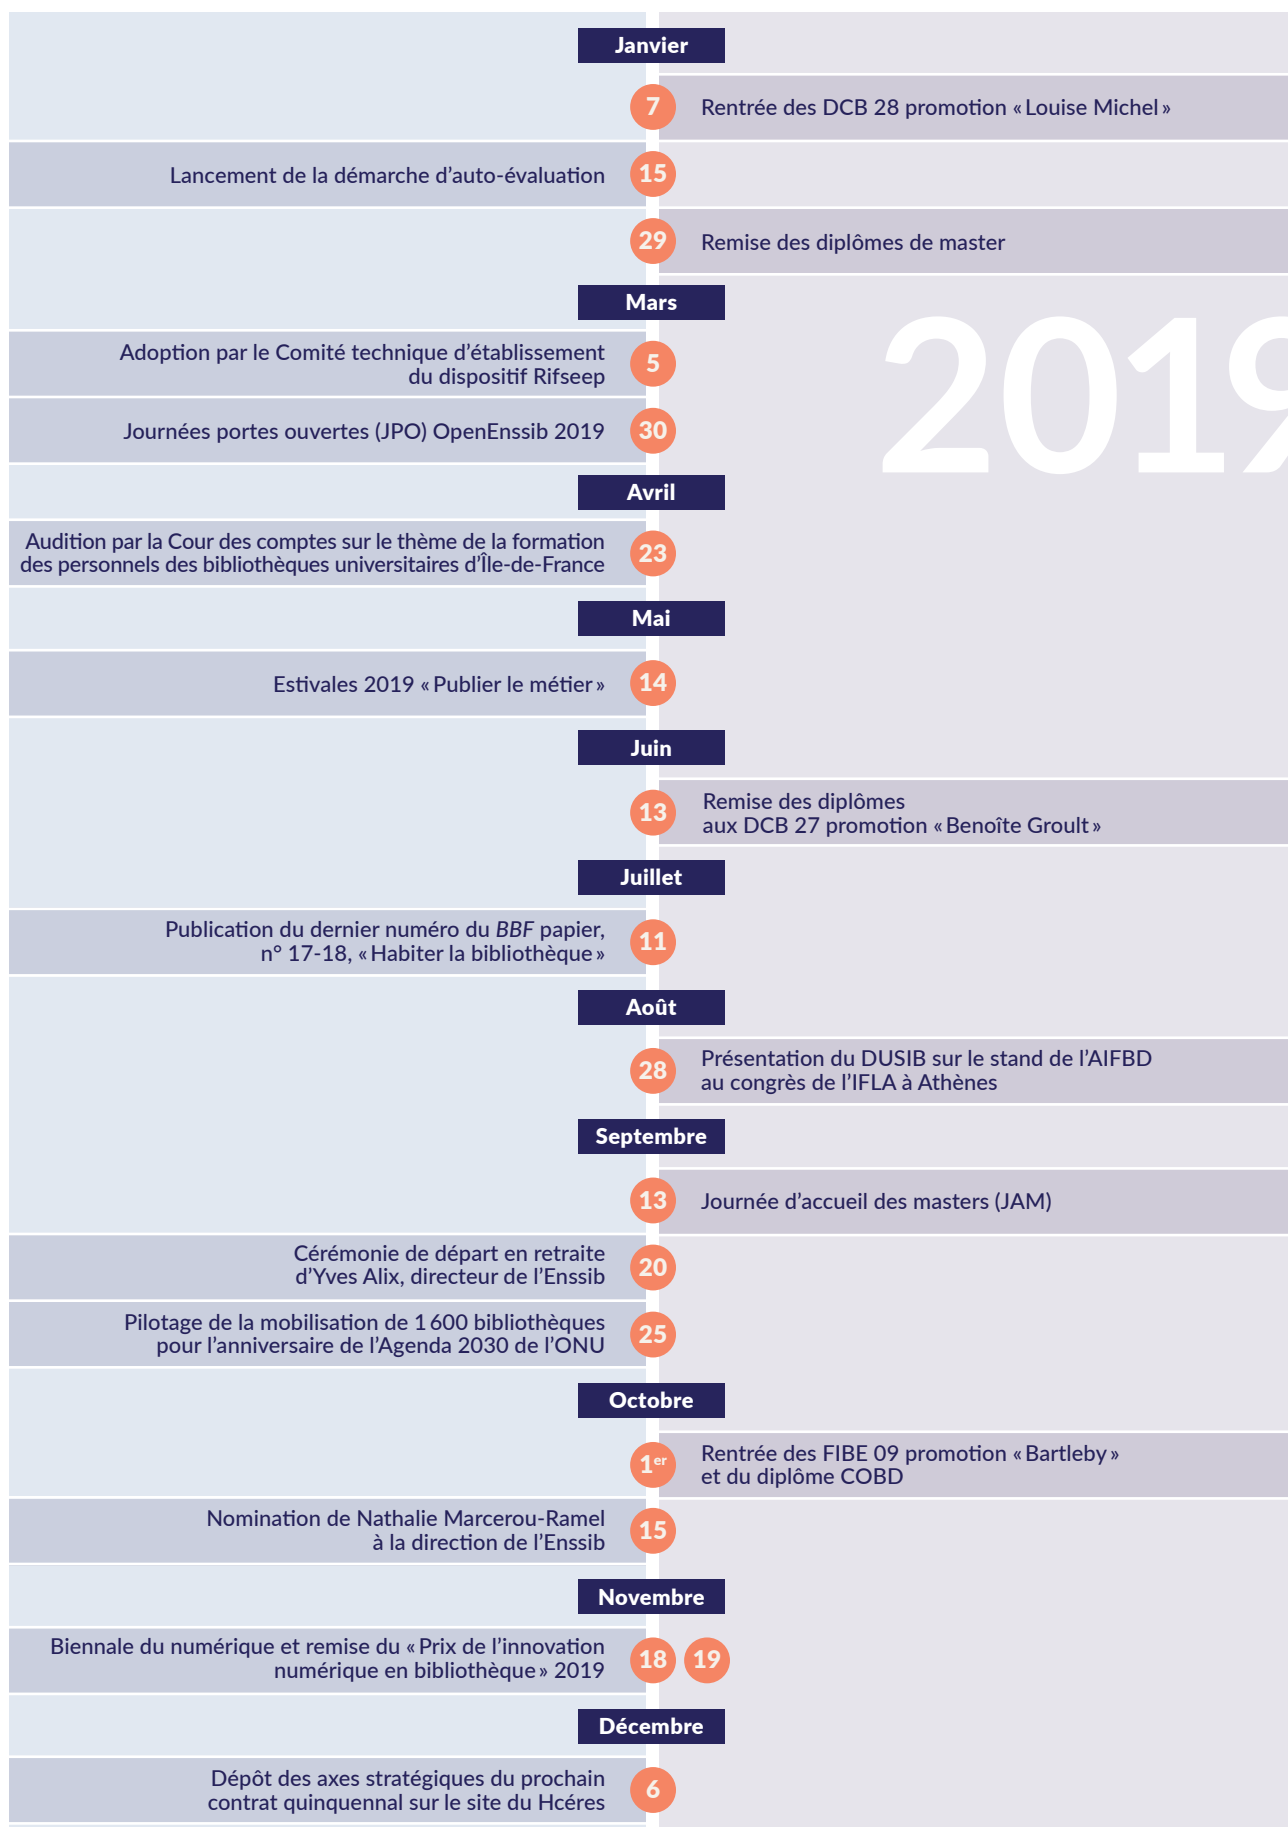 Janvier
7
Rentrée des DCB 28 promotion « Louise Michel »
Lancement de la démarche d’auto-évaluation
15
29
Remise des diplômes de master
Mars
2019
Adoption par le Comité technique d’établissement
du dispositif Rifseep
5
Journées portes ouvertes (JPO) OpenEnssib 2019
30
Avril
Audition par la Cour des comptes sur le thème de la formation
des personnels des bibliothèques universitaires d’Île-de-France
23
Mai
Estivales 2019 « Publier le métier »
14
Juin
13
Remise des diplômes
aux DCB 27 promotion « Benoîte Groult »
Juillet
Publication du dernier numéro du BBF papier,
n° 17-18, « Habiter la bibliothèque »
11
Août
28
Présentation du DUSIB sur le stand de l’AIFBD
au congrès de l’IFLA à Athènes
Septembre
13
Journée d’accueil des masters (JAM)
Cérémonie de départ en retraite
d’Yves Alix, directeur de l’Enssib
20
Pilotage de la mobilisation de 1 600 bibliothèques
pour l’anniversaire de l’Agenda 2030 de l’ONU
25
Octobre
1er
Rentrée des FIBE 09 promotion « Bartleby »
et du diplôme COBD
Nomination de Nathalie Marcerou-Ramel
à la direction de l’Enssib
15
Novembre
Biennale du numérique et remise du « Prix de l’innovation
numérique en bibliothèque » 2019
18 19
Décembre
Dépôt des axes stratégiques du prochain
contrat quinquennal sur le site du Hcéres
6